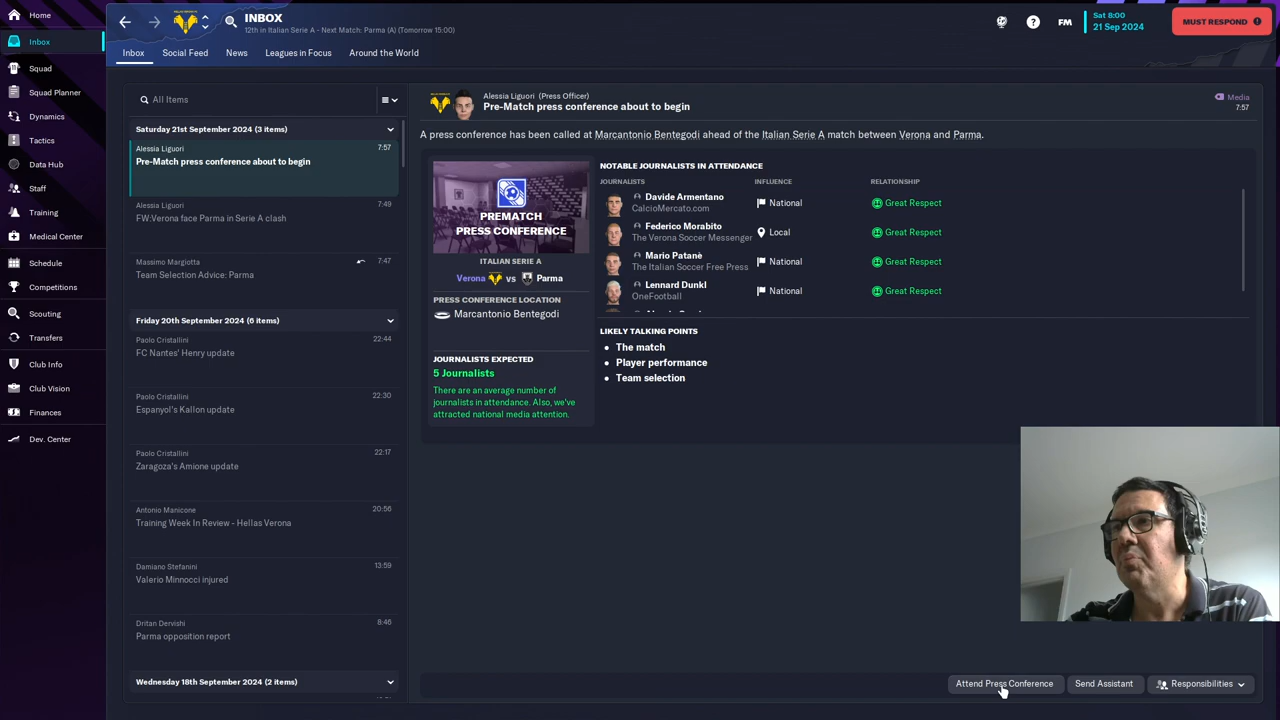 Home
INBOX
12th in Italian Serie A - Next Match: Parma (A) (Tomorrow 15:00)
FM
Sat 8:00
21 Sep 2024
MUST RESPOND
Inbox
Squad
Squad Planner
Dynamics
Tactics
Data Hub
Staff
Training
Medical Center
Schedule
Competitions
Scouting
Transfers
Club Info
Club Vision
Finances
Dev. Center
Inbox
Social Feed
News
Leagues in Focus
Around the World
All Items
Saturday 21st September 2024 (3 items)
Alessia Liguori
7:57
Pre-Match press conference about to begin
Alessia Liguori
7:49
FW:Verona face Parma in Serie A clash
Massimo Margiotta
7:47
Team Selection Advice: Parma
Friday 20th September 2024 (6 items)
Paolo Cristallini
22:44
FC Nantes' Henry update
Paolo Cristallini
22:30
Espanyol's Kallon update
Paolo Cristallini
22:17
Zaragoza's Amione update
Antonio Manicone
20:56
Training Week In Review - Hellas Verona
Damiano Stefanini
13:59
Valerio Minnocci injured
Dritan Dervishi
8:46
Parma opposition report
Wednesday 18th September 2024 (2 items)
Alessia Liguori (Press Officer)
Pre-Match press conference about to begin
Media
7:57
A press conference has been called at Marcantonio Bentegodi ahead of the Italian Serie A match between Verona and Parma.
PREMATCH
PRESS CONFERENCE
ITALIAN SERIE A
Verona vs Parma
PRESS CONFERENCE LOCATION
Marcantonio Bentegodi
JOURNALISTS EXPECTED
5 Journalists
There are an average number of
journalists in attendance. Also, we've
attracted national media attention.
NOTABLE JOURNALISTS IN ATTENDANCE
JOURNALISTS
INFLUENCE
RELATIONSHIP
Davide Armentano
CalcioMercato.com
National
Great Respect
Federico Morabito
The Verona Soccer Messenger
Local
Great Respect
Mario Patanè
The Italian Soccer Free Press
National
Great Respect
Lennard Dunkl
OneFootball
National
Great Respect
LIKELY TALKING POINTS
The match
Player performance
Team selection
Attend Press Conference
Send Assistant
Responsibilities